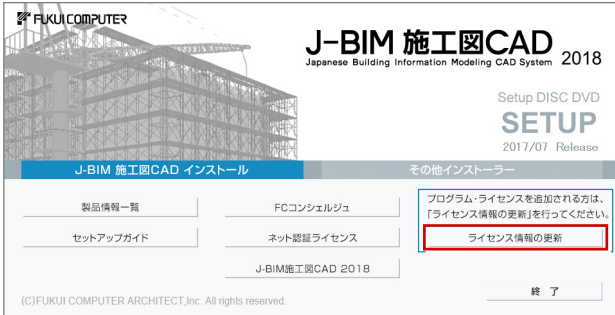 FUKUI COMPUTER
J-BIM 施工図CAD 2018
Japanese Building Information Modeling CAD System
Setup DISC DVD
SETUP
2017/07 Release
J-BIM 施工図CAD インストール
その他インストーラー
製品情報一覧
FCコンシェルジュ
プログラム・ライセンスを追加される方は、
「ライセンス情報の更新」を行ってください。
セットアップガイド
ネット認証ライセンス
ライセンス情報の更新
J-BIM施工図CAD 2018
終 了
(C)FUKUI COMPUTER ARCHITECT,Inc. All rights reserved.